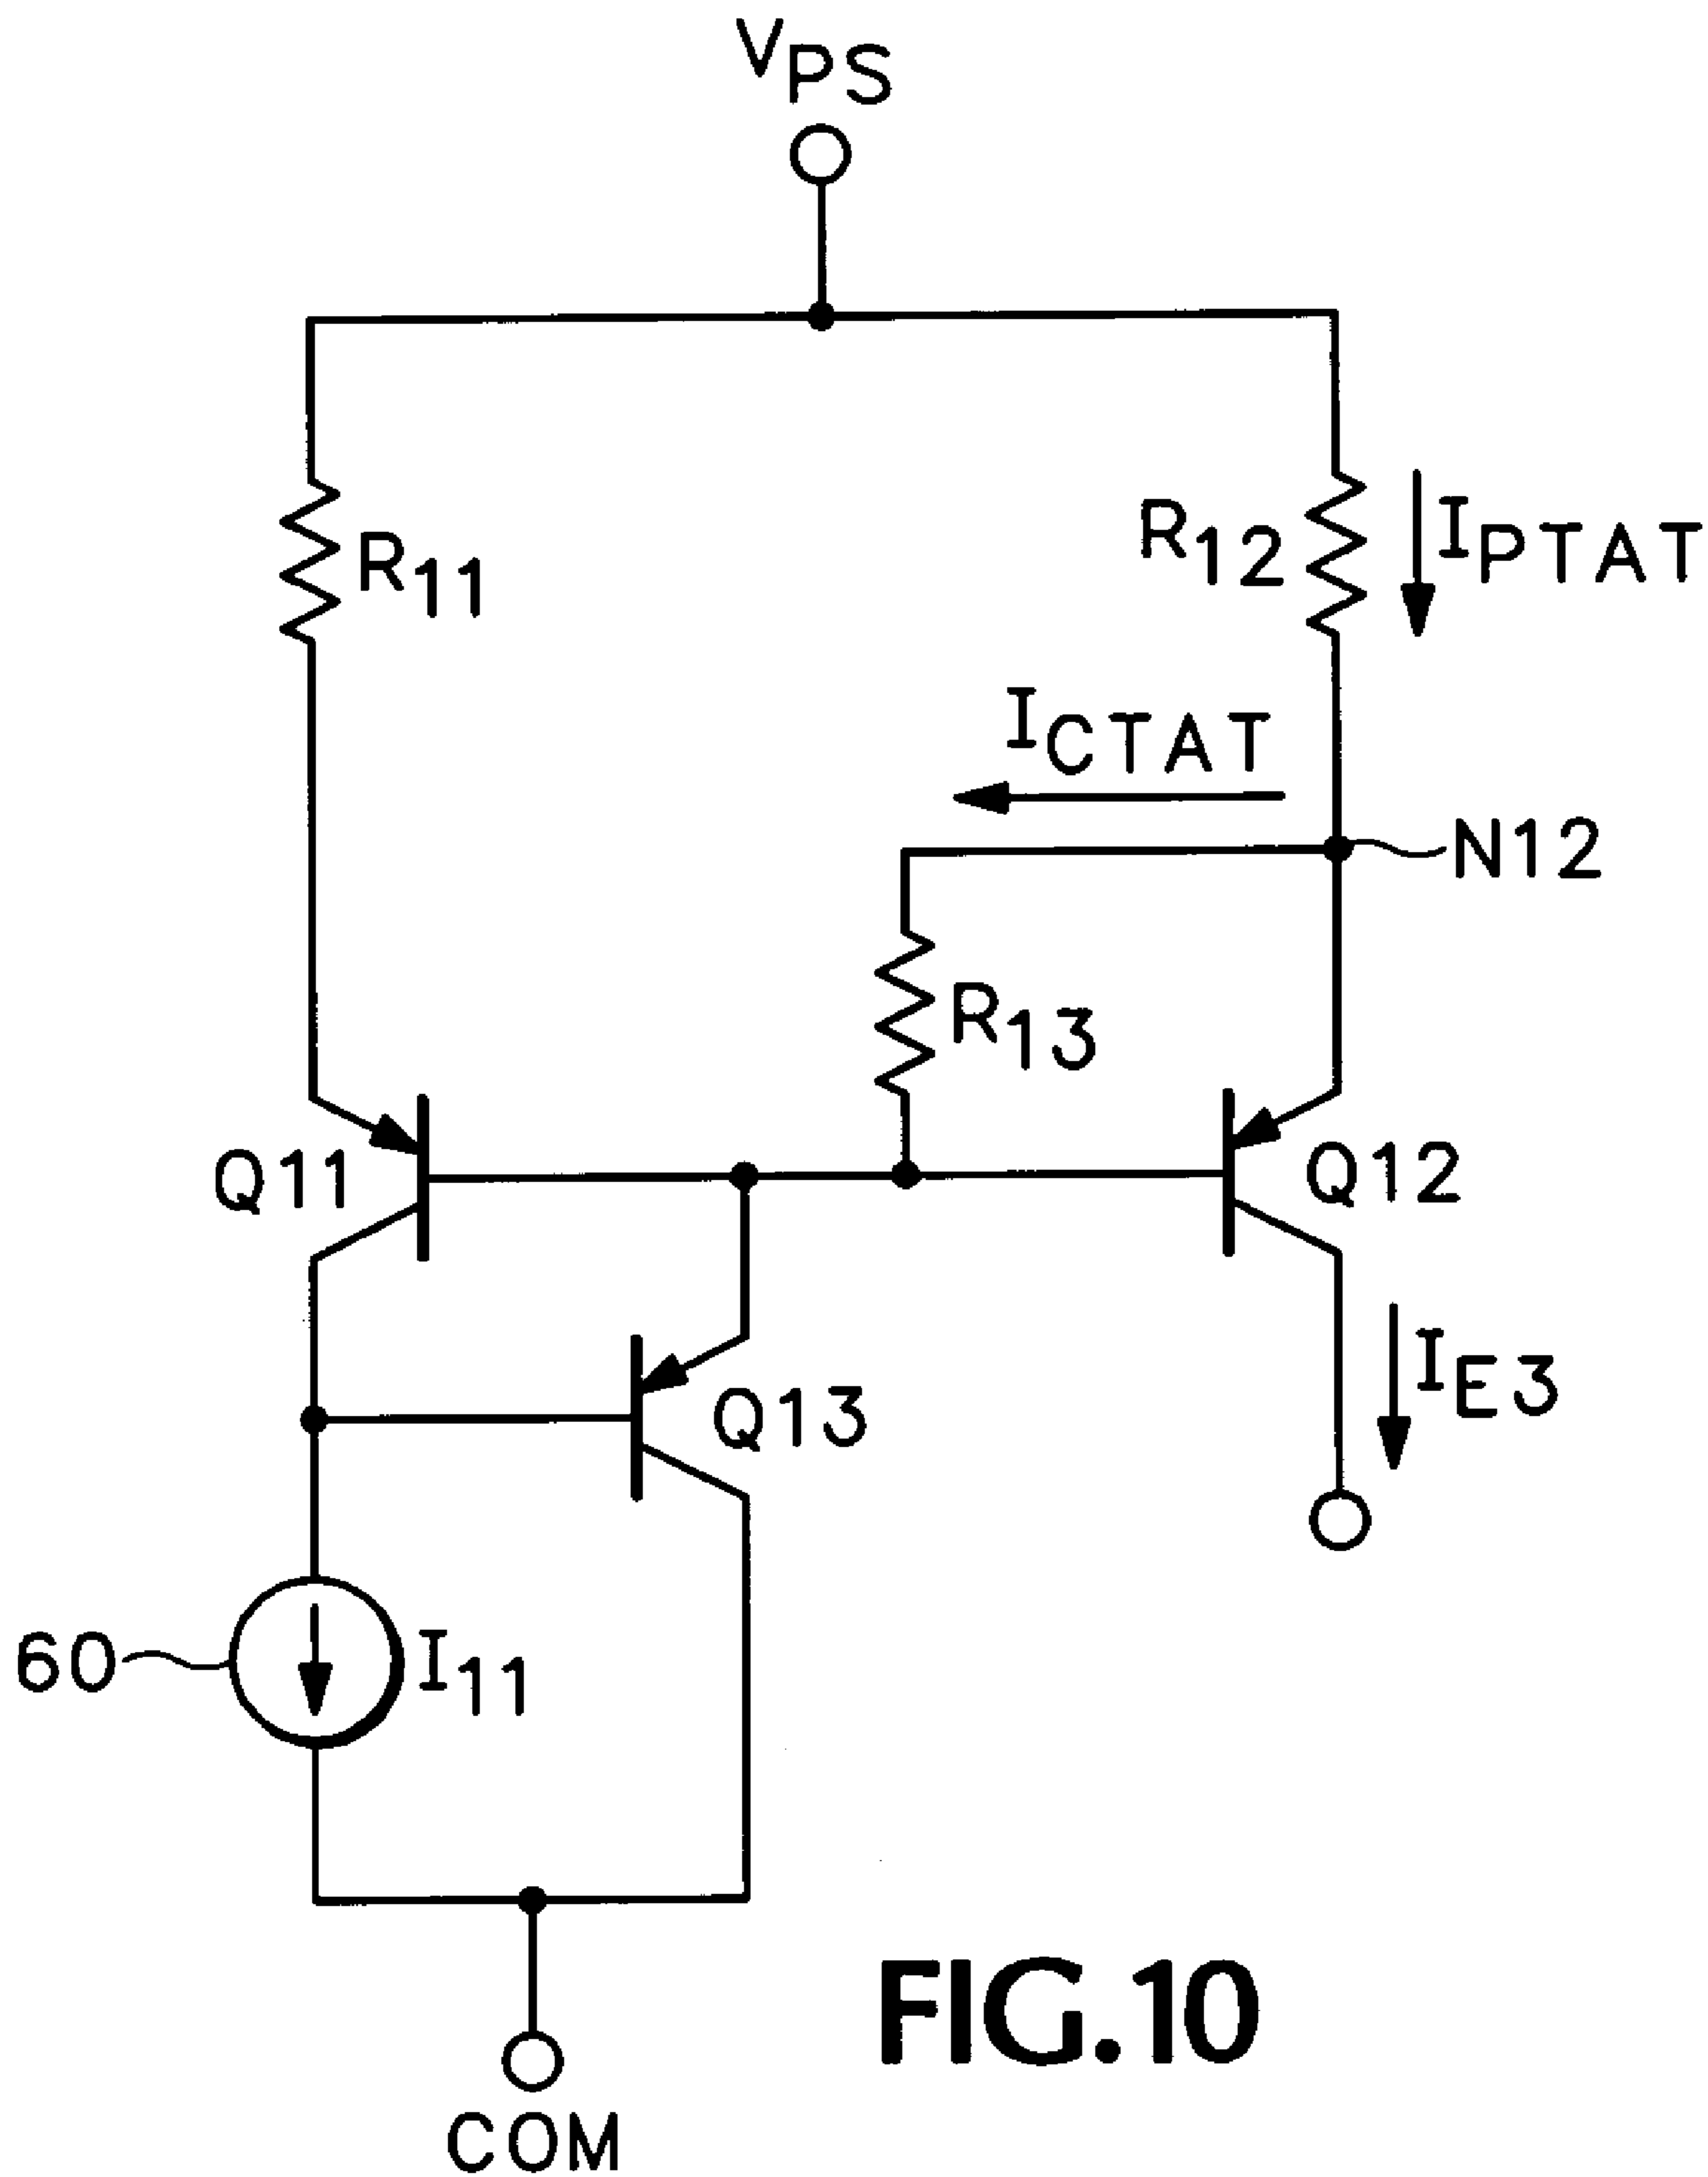 VPS
R11
R12
IPTAT
ICTAT
N12
R13
Q11
Q12
Q13
IE3
60
I11
FIG.10
COM